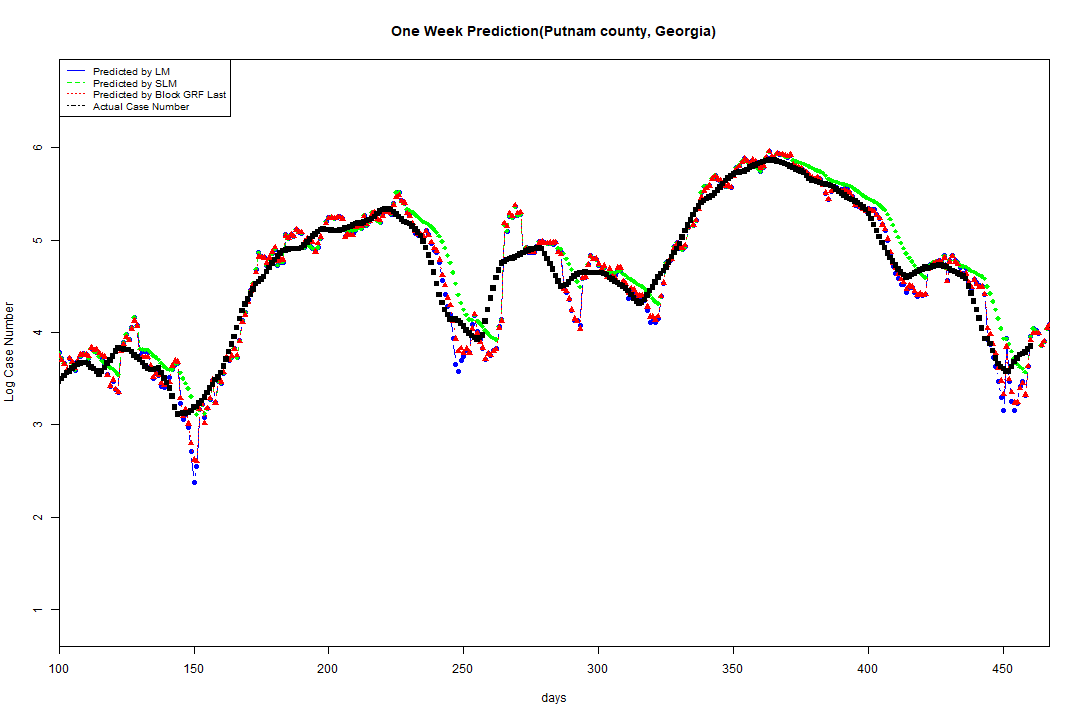 One Week Prediction(Putnam county, Georgia)
Predicted by LM
Predicted by SLM
Predicted by Block GRF Last
Actual Case Number
Log Case Number
6
5
4
3
2
1
100 150 200 250 300 350 400 450
days